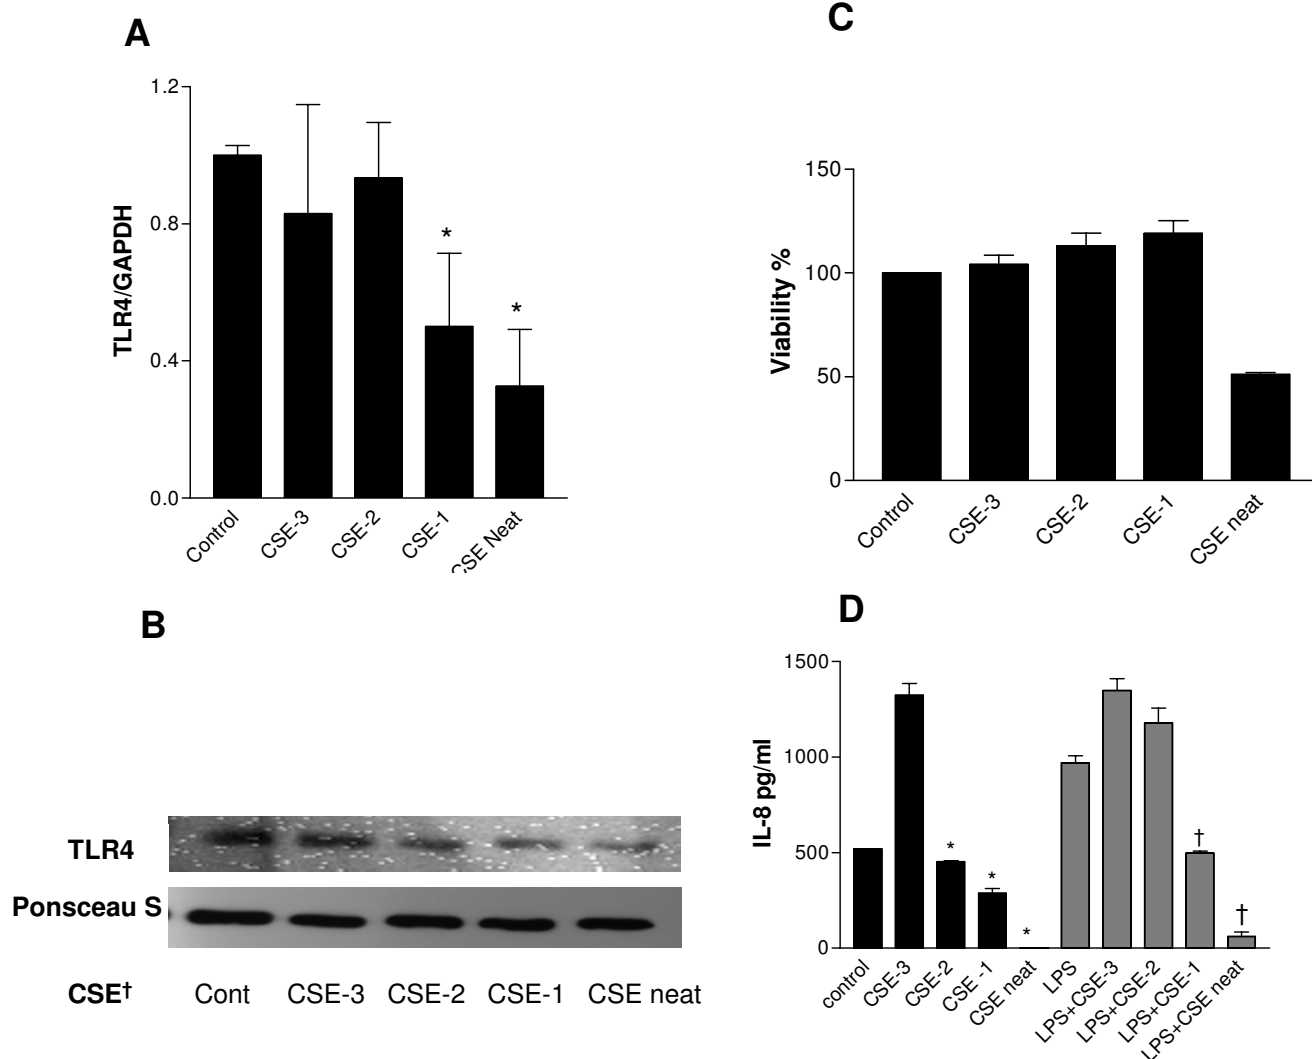 A
1.2
0.8
0.4
0.0
TLR4/GAPDH
*
*
Control
CSE-3
CSE-2
CSE-1
CSE Neat
B
TLR4
Ponsceau S
CSE†
Cont CSE-3 CSE-2 CSE-1 CSE neat
C
150
100
50
0
Viability %
Control
CSE-3
CSE-2
CSE-1
CSE neat
D
1500
1000
500
0
IL-8 pg/ml
*
*
*
†
†
control
CSE-3
CSE-2
CSE -1
CSE neat
LPS
LPS+CSE-3
LPS+CSE-2
LPS+CSE-1
LPS+CSE neat